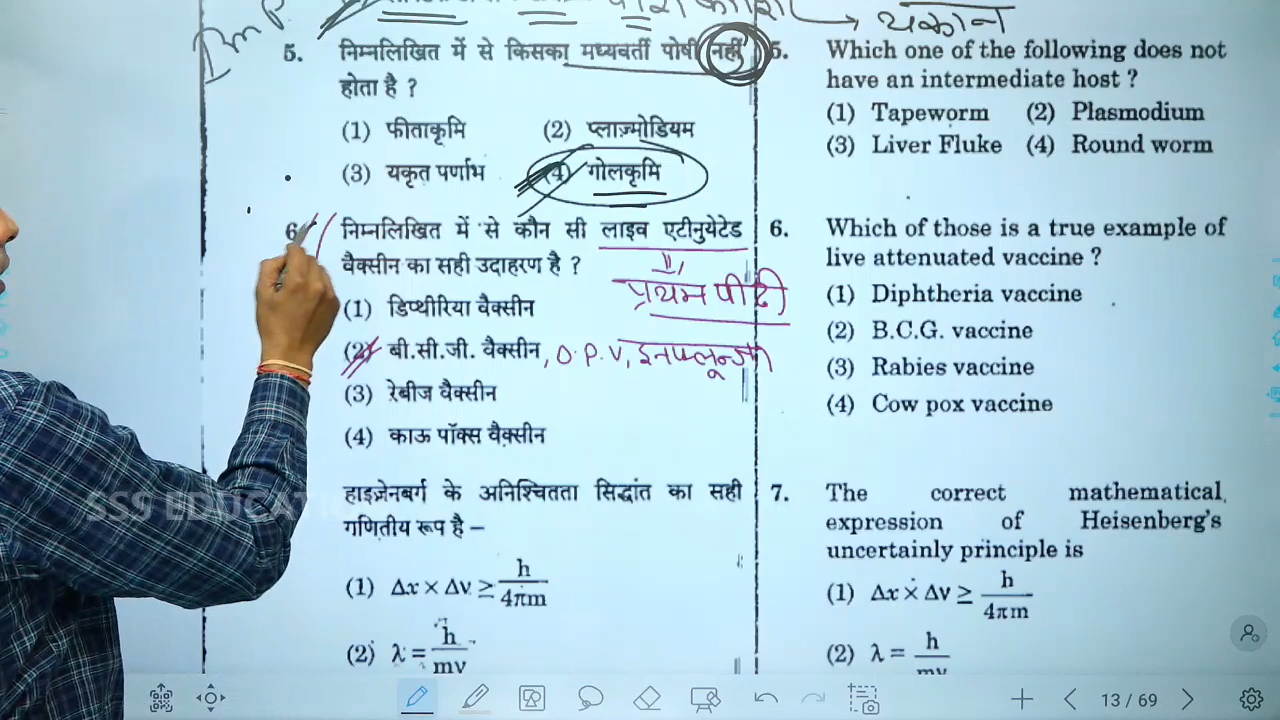 Imp
→ यकान
5. निम्नलिखित में से किसका मध्यवर्ती पोषी नहीं
होता है ?
(1) फीताकृमि (2) प्लाज़्मोडियम
(3) यकृत पर्णाभ (4) गोलकृमि
6. निम्नलिखित में से कौन सी लाइव एटीनुयेटेड
वैक्सीन का सही उदाहरण है ?
प्रथम पीढी
(1) डिप्थीरिया वैक्सीन
(2) बी.सी.जी. वैक्सीन, O.P.V, इनफ्लून्जा
(3) रेबीज वैक्सीन
(4) काऊ पॉक्स वैक्सीन
हाइज़ेनबर्ग के अनिश्चितता सिद्धांत का सही
गणितीय रूप है –
(1) Δx × Δv ≥ h/4πm
(2) λ = h/mv
5. Which one of the following does not
have an intermediate host ?
(1) Tapeworm (2) Plasmodium
(3) Liver Fluke (4) Round worm
6. Which of those is a true example of
live attenuated vaccine ?
(1) Diphtheria vaccine
(2) B.C.G. vaccine
(3) Rabies vaccine
(4) Cow pox vaccine
7. The correct mathematical
expression of Heisenberg's
uncertainly principle is
(1) Δx × Δv ≥ h/4πm
(2) λ = h/mv
SSS EDUCATI
13 / 69